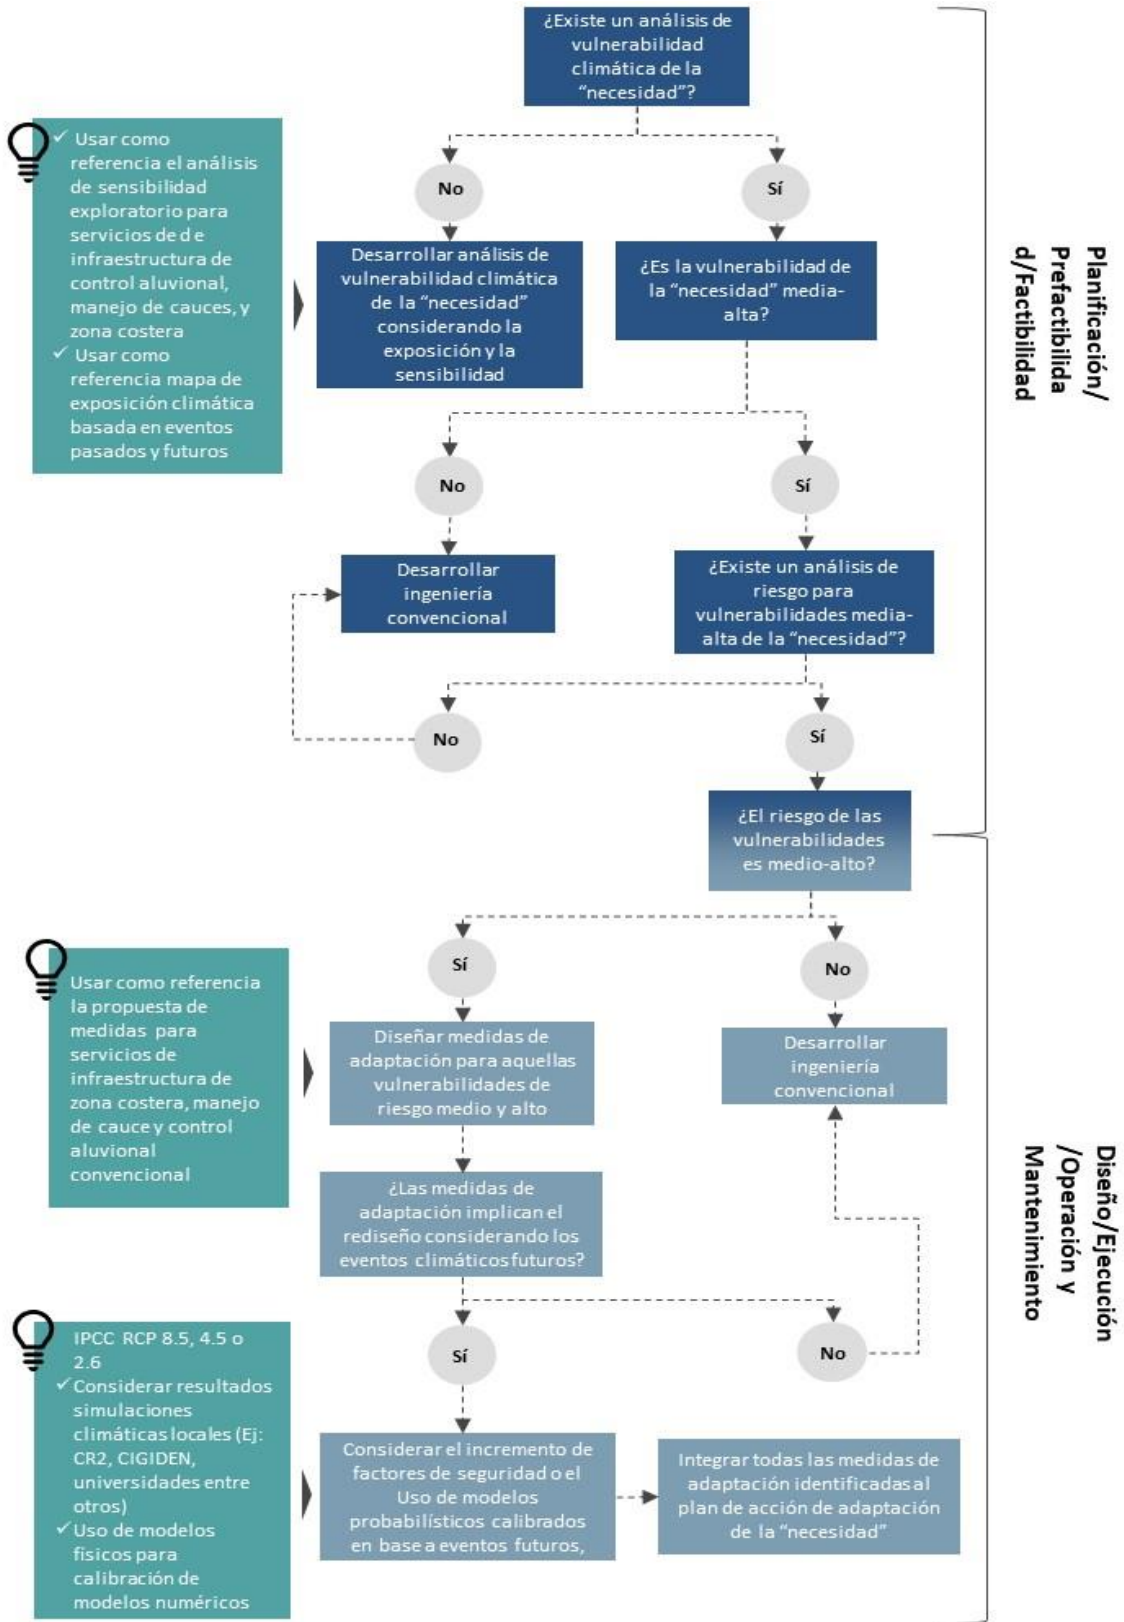 ¿Existe un análisis de
vulnerabilidad
climática de la
“necesidad”?
No
Sí
✓ Usar como
referencia el análisis
de sensibilidad
exploratorio para
servicios de d e
infraestructura de
control aluvional,
manejo de cauces, y
zona costera
✓ Usar como
referencia mapa de
exposición climática
basada en eventos
pasados y futuros
Desarrollar análisis de
vulnerabilidad climática
de la “necesidad”
considerando la
exposición y la
sensibilidad
¿Es la vulnerabilidad de
la “necesidad” media-
alta?
No
Sí
Desarrollar
ingeniería
convencional
¿Existe un análisis de
riesgo para
vulnerabilidades media-
alta de la “necesidad”?
No
Sí
¿El riesgo de las
vulnerabilidades
es medio-alto?
Planificación/
Prefactibilida
d/Factibilidad
Sí
No
Usar como referencia
la propuesta de
medidas para
servicios de
infraestructura de
zona costera, manejo
de cauce y control
aluvional
convencional
Diseñar medidas de
adaptación para aquellas
vulnerabilidades de
riesgo medio y alto
Desarrollar
ingeniería
convencional
¿Las medidas de
adaptación implican el
rediseño considerando los
eventos climáticos futuros?
Sí
No
IPCC RCP 8.5, 4.5 o
2.6
✓ Considerar resultados
simulaciones
climáticas locales (Ej:
CR2, CIGIDEN,
universidades entre
otros)
✓ Uso de modelos
físicos para
calibración de
modelos numéricos
Considerar el incremento de
factores de seguridad o el
Uso de modelos
probabilísticos calibrados
en base a eventos futuros,
Integrar todas las medidas de
adaptación identificadas al
plan de acción de adaptación
de la “necesidad”
Diseño/Ejecución
/Operación y
Mantenimiento